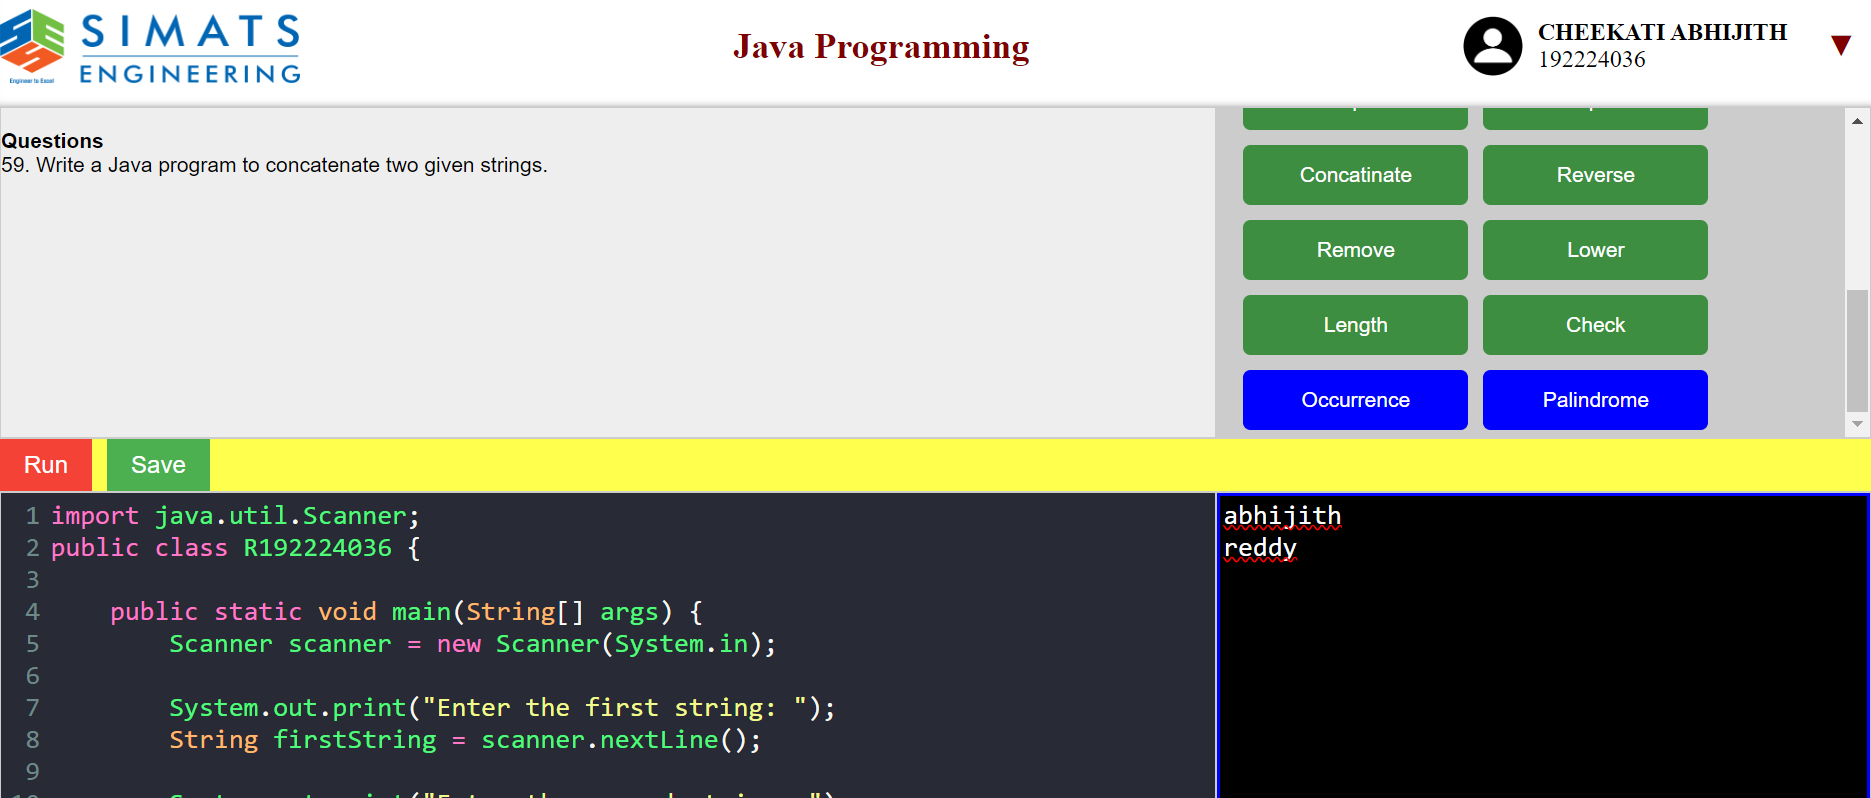 SIMATS
ENGINEERING
Engineer to Excel
Java Programming
CHEEKATI ABHIJITH
192224036
Questions
59. Write a Java program to concatenate two given strings.
Concatinate
Reverse
Remove
Lower
Length
Check
Occurrence
Palindrome
Run
Save
1 import java.util.Scanner;
2 public class R192224036 {
3
4 public static void main(String[] args) {
5 Scanner scanner = new Scanner(System.in);
6
7 System.out.print("Enter the first string: ");
8 String firstString = scanner.nextLine();
9
abhijith
reddy